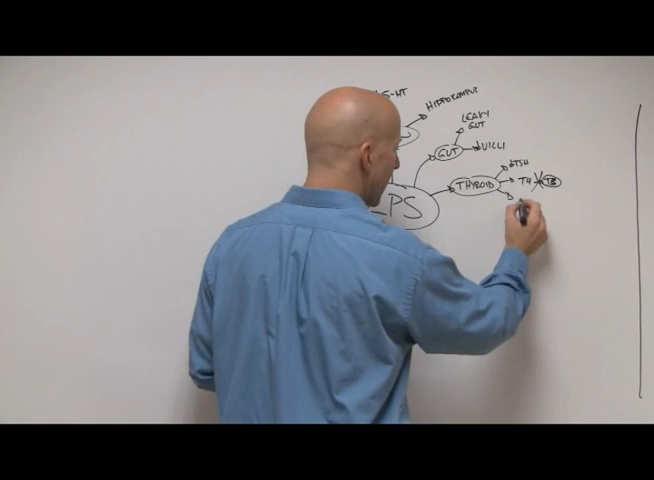 5-HT
HIPPOCAMPUS
LEAKY
GUT
GUT
VILLI
↓TSH
THYROID
T4
T3
LPS